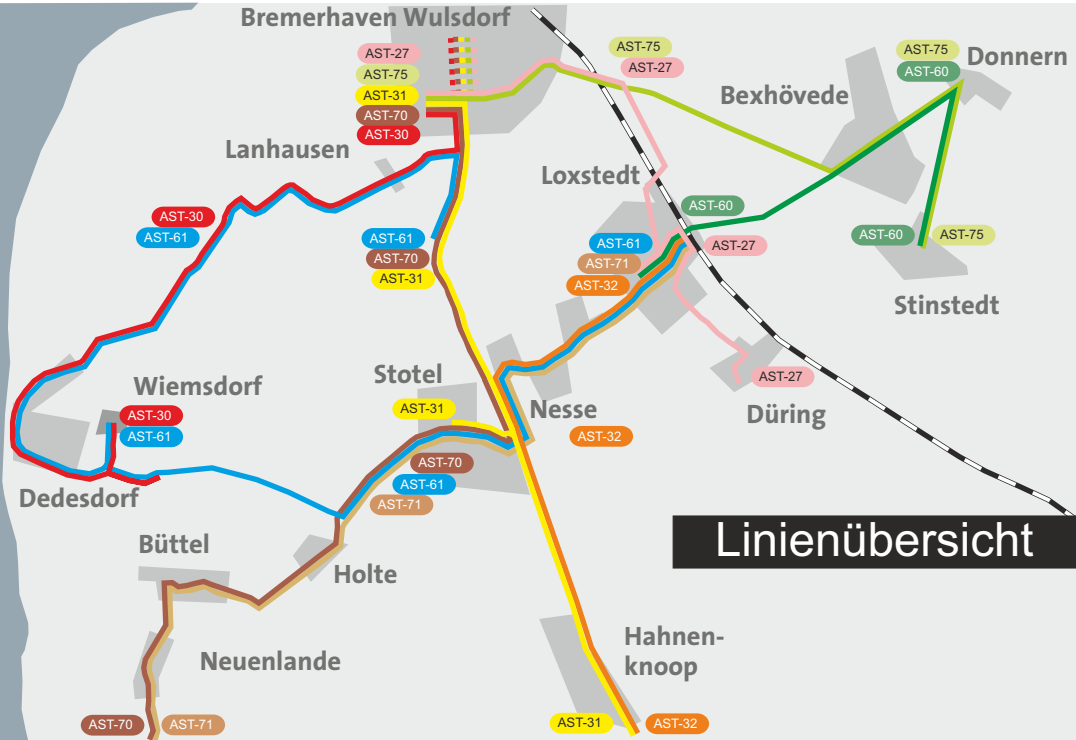 Bremerhaven Wulsdorf
AST-27
AST-75
AST-31
AST-70
AST-30
AST-75
AST-27
AST-75
AST-60
Donnern
Bexhövede
Lanhausen
Loxstedt
AST-30
AST-61
AST-61
AST-70
AST-31
AST-60
AST-61
AST-71
AST-32
AST-27
AST-60
AST-75
Stinstedt
Wiemsdorf
AST-30
AST-61
Stotel
AST-31
Nesse
AST-32
AST-27
Düring
Dedesdorf
AST-70
AST-61
AST-71
Linienübersicht
Büttel
Holte
Neuenlande
Hahnen-
knoop
AST-70
AST-71
AST-31
AST-32